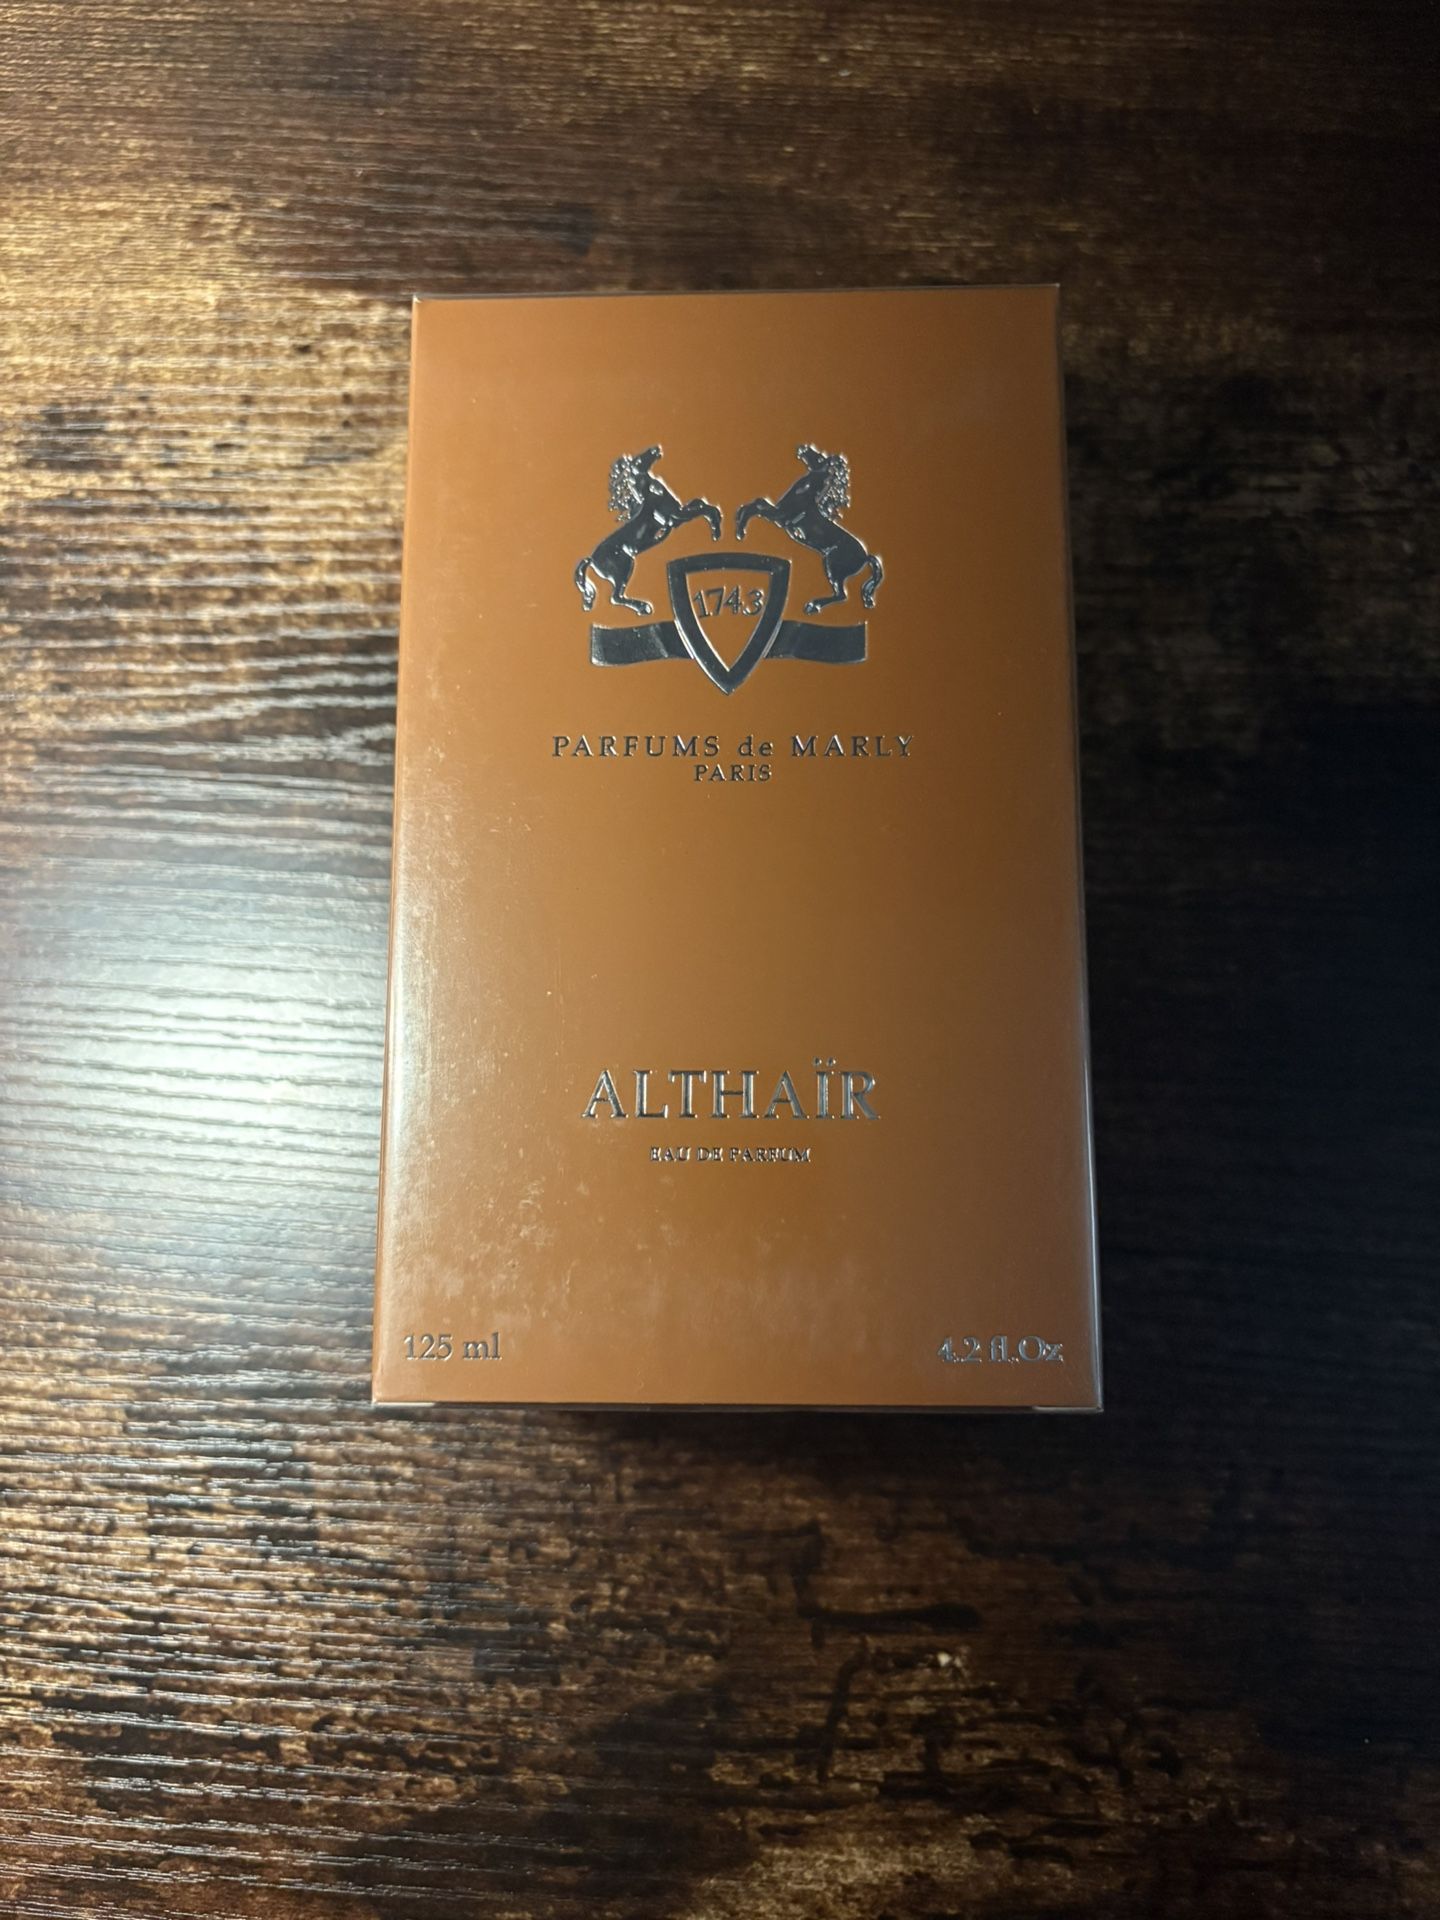 1743
PARFUMS de MARLY
PARIS
ALTHAÏR
EAU DE PARFUM
125 ml 4.2 fl.Oz